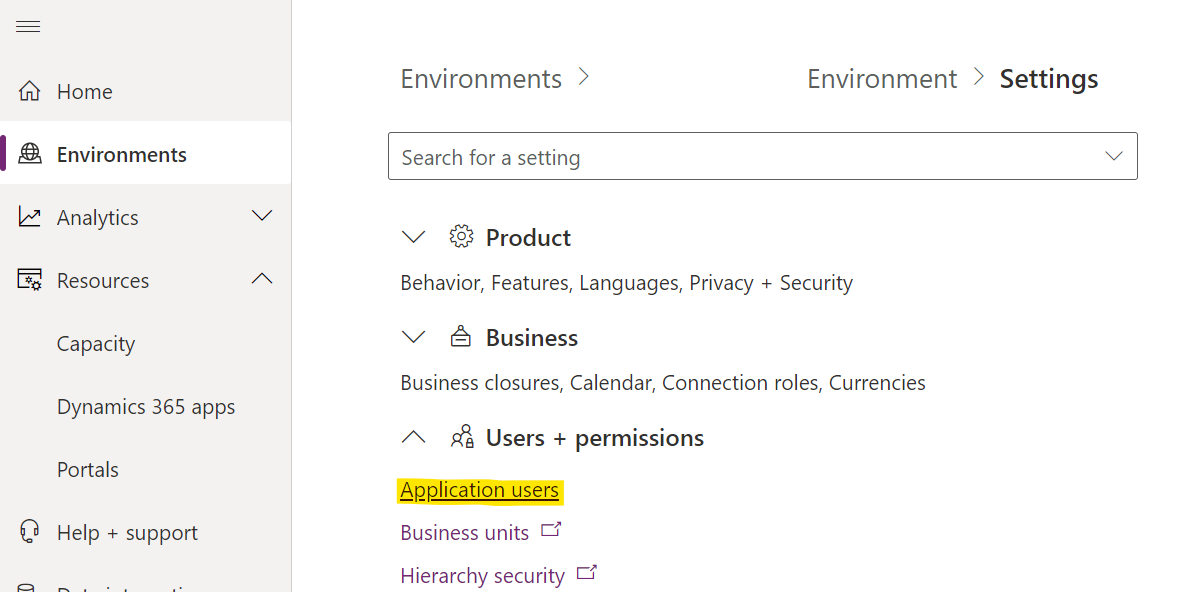 Home
Environments
Analytics
Resources
Capacity
Dynamics 365 apps
Portals
Help + support
Environments > Environment > Settings
Search for a setting
Product
Behavior, Features, Languages, Privacy + Security
Business
Business closures, Calendar, Connection roles, Currencies
Users + permissions
Application users
Business units
Hierarchy security